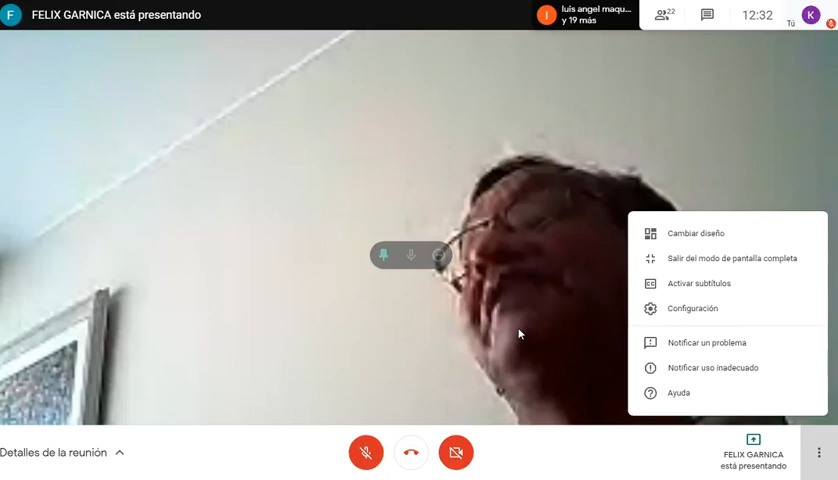 F
FELIX GARNICA está presentando
l
luis angel maqu...
y 19 más
22
12:32
Tú
K
Cambiar diseño
Salir del modo de pantalla completa
CC
Activar subtítulos
Configuración
Notificar un problema
Notificar uso inadecuado
Ayuda
Detalles de la reunión
FELIX GARNICA
está presentando